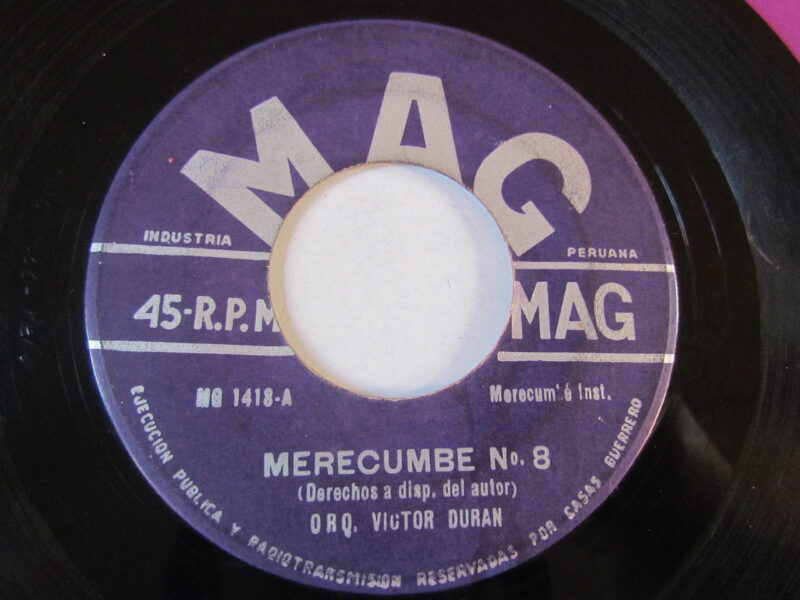 MAG
INDUSTRIA
PERUANA
45-R.P.M
MAG
MG 1418-A
Merecumbé Inst.
MERECUMBE No. 8
(Derechos a disp. del autor)
ORQ. VICTOR DURAN
EJECUCION PUBLICA Y RADIOTRANSMISION RESERVADAS POR CASAS GUERRERO